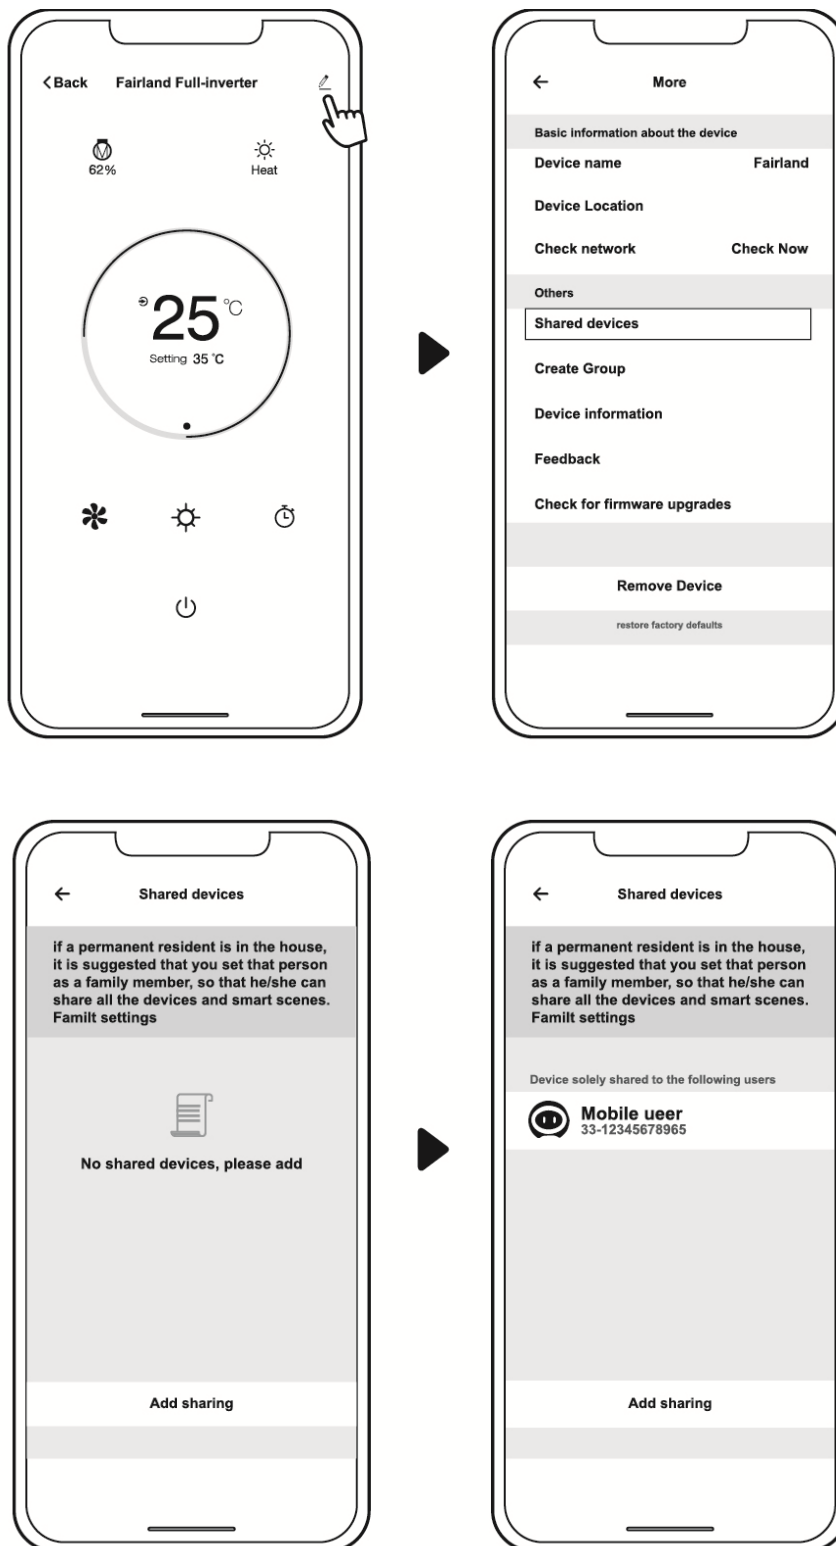 Back Fairland Full-inverter
62% Heat
25 °C
Setting 35 °C
More
Basic information about the device
Device name Fairland
Device Location
Check network Check Now
Others
Shared devices
Create Group
Device information
Feedback
Check for firmware upgrades
Remove Device
restore factory defaults
Shared devices
if a permanent resident is in the house,
it is suggested that you set that person
as a family member, so that he/she can
share all the devices and smart scenes.
Familt settings
No shared devices, please add
Add sharing
Shared devices
if a permanent resident is in the house,
it is suggested that you set that person
as a family member, so that he/she can
share all the devices and smart scenes.
Familt settings
Device solely shared to the following users
Mobile ueer
33-12345678965
Add sharing